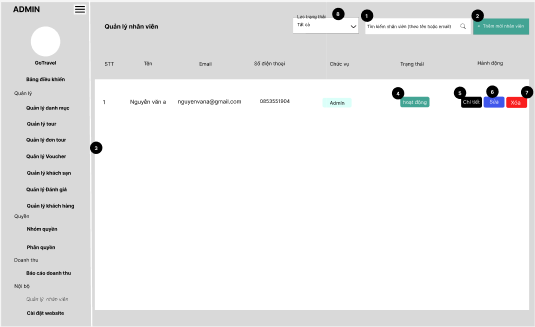 ADMIN
GoTravel
Bảng điều khiển
Quản lý
Quản lý danh mục
Quản lý tour
Quản lý đơn tour
Quản lý Voucher
Quản lý khách sạn
Quản lý Đánh giá
Quản lý khách hàng
Quyền
Nhóm quyền
Phân quyền
Doanh thu
Báo cáo doanh thu
Nội bộ
Quản lý nhân viên
Cài đặt website
Quản lý nhân viên
Lọc trạng thái
8
Tất cả
1
Tìm kiếm nhân viên (theo tên hoặc email)
2
+ Thêm mới nhân viên
STT Tên Email Số điện thoại Chức vụ Trạng thái Hành động
4 5 6 7
1 Nguyễn văn a nguyenvana@gmail.com 0853551904 Admin hoạt động Chi tiết Sửa Xóa
3